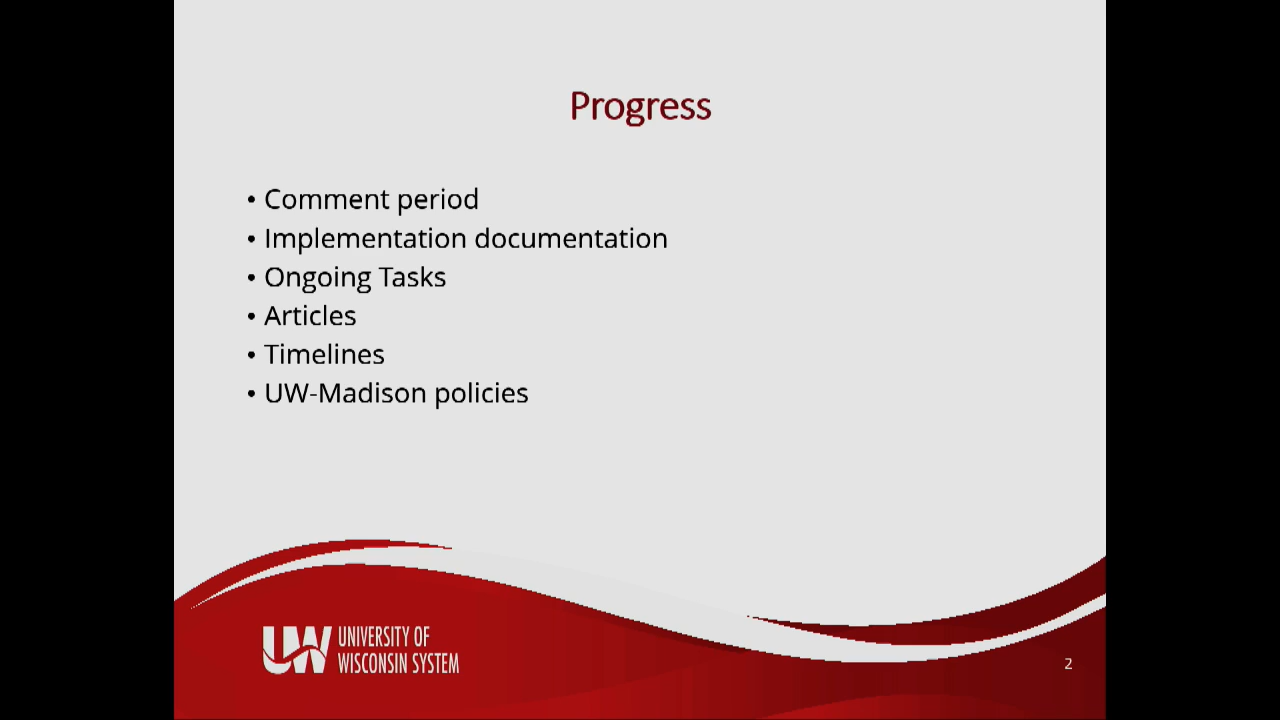 Progress
• Comment period
• Implementation documentation
• Ongoing Tasks
• Articles
• Timelines
• UW-Madison policies
UW
UNIVERSITY OF
WISCONSIN SYSTEM
2